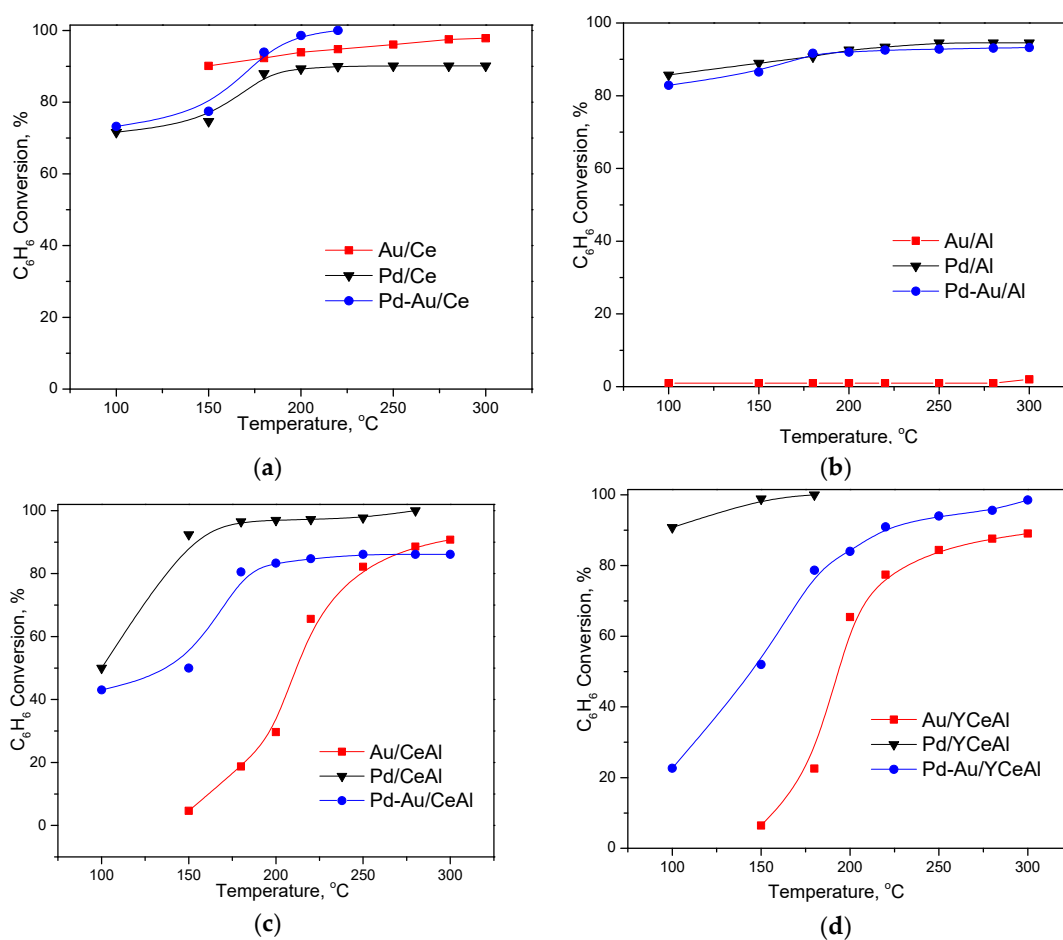 (a)
C₆H₆ Conversion, %
100
80
60
40
20
0
Au/Ce
Pd/Ce
Pd-Au/Ce
100 150 200 250 300
Temperature, °C
(b)
C₆H₆ Conversion, %
100
80
60
40
20
0
Au/Al
Pd/Al
Pd-Au/Al
100 150 200 250 300
Temperature, °C
(c)
C₆H₆ Conversion, %
100
80
60
40
20
0
Au/CeAl
Pd/CeAl
Pd-Au/CeAl
100 150 200 250 300
Temperature, °C
(d)
C₆H₆ Conversion, %
100
80
60
40
20
0
Au/YCeAl
Pd/YCeAl
Pd-Au/YCeAl
100 150 200 250 300
Temperature, °C